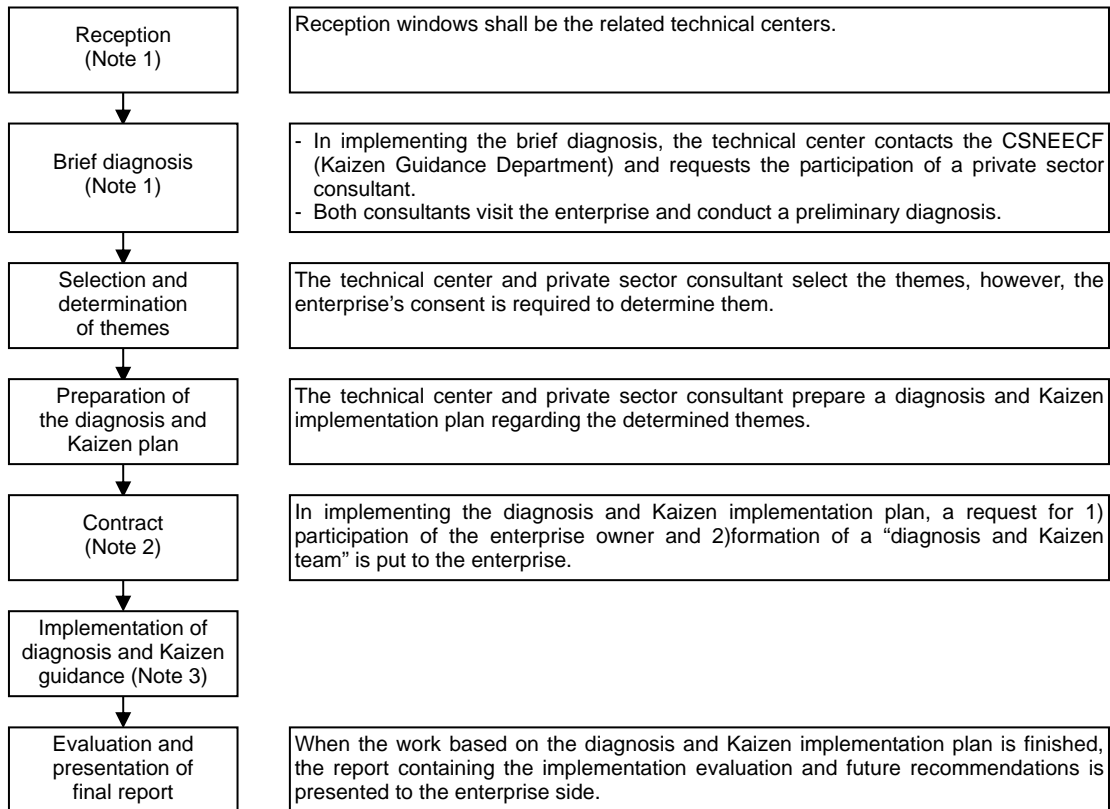 Reception
(Note 1)
Reception windows shall be the related technical centers.
Brief diagnosis
(Note 1)
- In implementing the brief diagnosis, the technical center contacts the CSNEECF
(Kaizen Guidance Department) and requests the participation of a private sector
consultant.
- Both consultants visit the enterprise and conduct a preliminary diagnosis.
Selection and
determination
of themes
The technical center and private sector consultant select the themes, however, the
enterprise’s consent is required to determine them.
Preparation of
the diagnosis and
Kaizen plan
The technical center and private sector consultant prepare a diagnosis and Kaizen
implementation plan regarding the determined themes.
Contract
(Note 2)
In implementing the diagnosis and Kaizen implementation plan, a request for 1)
participation of the enterprise owner and 2)formation of a “diagnosis and Kaizen
team” is put to the enterprise.
Implementation of
diagnosis and Kaizen
guidance (Note 3)
Evaluation and
presentation of
final report
When the work based on the diagnosis and Kaizen implementation plan is finished,
the report containing the implementation evaluation and future recommendations is
presented to the enterprise side.